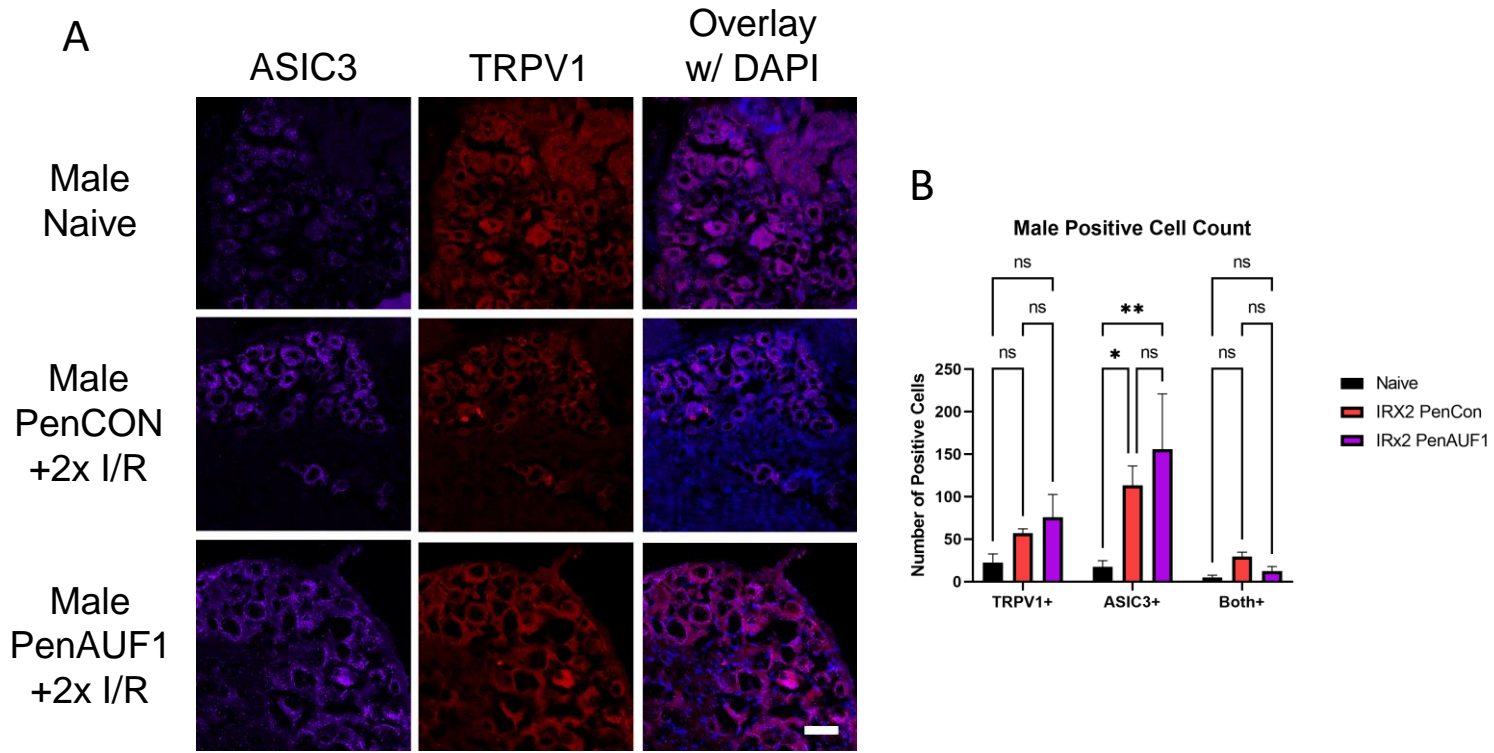 A
ASIC3
TRPV1
Overlay
w/ DAPI
Male
Naive
Male
PenCON
+2x I/R
Male
PenAUF1
+2x I/R
B
Male Positive Cell Count
ns
ns
ns
**
ns
ns
*
ns
ns
Number of Positive Cells
250
200
150
100
50
0
TRPV1+
ASIC3+
Both+
Naive
IRX2 PenCon
IRx2 PenAUF1